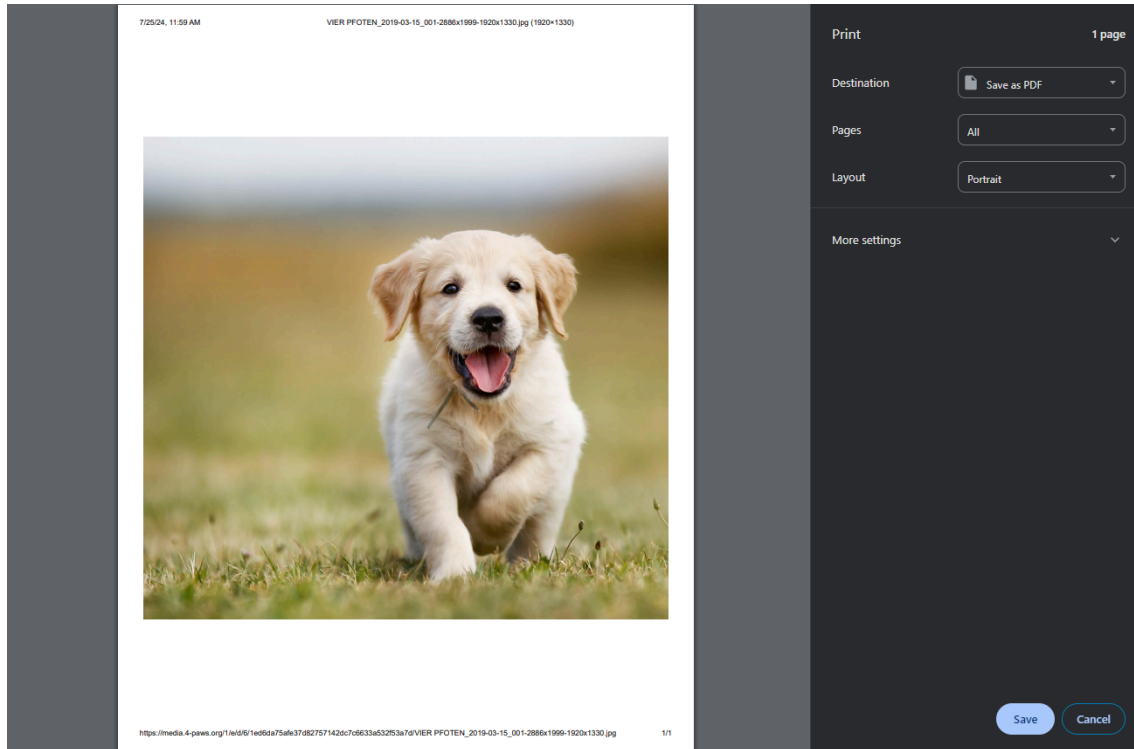 7/25/24, 11:59 AM VIER PFOTEN_2019-03-15_001-2886x1999-1920x1330.jpg (1920×1330)
https://media.4-paws.org/1/e/d/6/1ed6da75afe37d82757142dc7c6633a532f53a7d/VIER PFOTEN_2019-03-15_001-2886x1999-1920x1330.jpg 1/1
Print 1 page
Destination Save as PDF
Pages All
Layout Portrait
More settings
Save Cancel